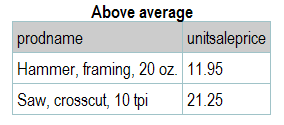 Above average
prodname unitsaleprice
Hammer, framing, 20 oz. 11.95
Saw, crosscut, 10 tpi 21.25